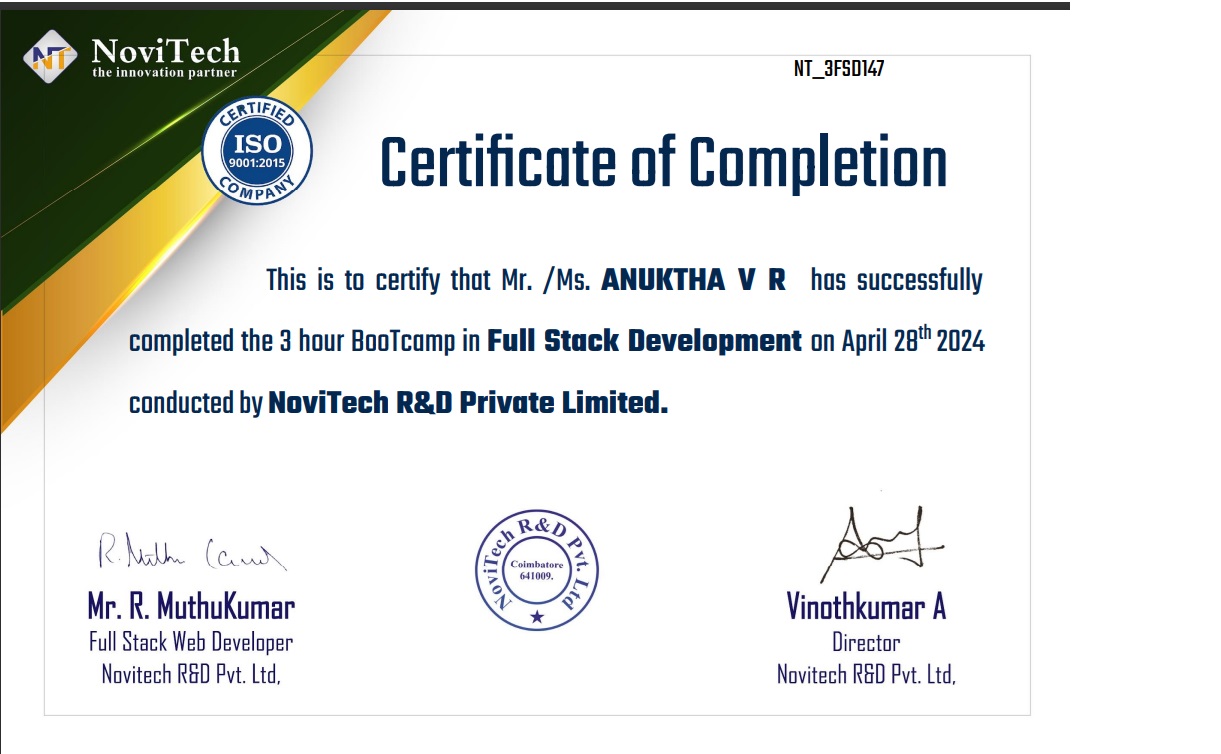 NoviTech
the innovation partner
NT_3FSD147
CERTIFIED
ISO
9001:2015
COMPANY
Certificate of Completion
This is to certify that Mr. /Ms. ANUKTHA V R has successfully
completed the 3 hour BooTcamp in Full Stack Development on April 28th 2024
conducted by NoviTech R&D Private Limited.
R. Muthu Kumar
NoviTech R&D Pvt. Ltd
Coimbatore
641009.
Mr. R. MuthuKumar
Full Stack Web Developer
Novitech R&D Pvt. Ltd,
Vinothkumar A
Director
Novitech R&D Pvt. Ltd,